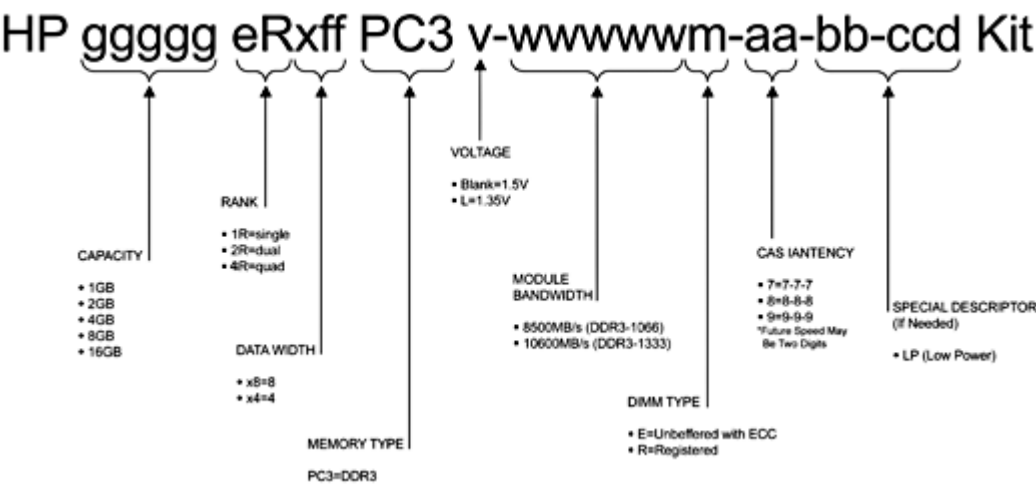 HP ggggg eRxff PC3 v-wwwwwm-aa-bb-ccd Kit
CAPACITY
• 1GB
• 2GB
• 4GB
• 8GB
• 16GB
RANK
• 1R=single
• 2R=dual
• 4R=quad
DATA WIDTH
• x8=8
• x4=4
MEMORY TYPE
PC3=DDR3
VOLTAGE
• Blank=1.5V
• L=1.35V
MODULE
BANDWIDTH
• 8500MB/s (DDR3-1066)
• 10600MB/s (DDR3-1333)
DIMM TYPE
• E=Unbeffered with ECC
• R=Registered
CAS IANTENCY
• 7=7-7-7
• 8=8-8-8
• 9=9-9-9
*Future Speed May
Be Two Digits
SPECIAL DESCRIPTOR
(If Needed)
• LP (Low Power)